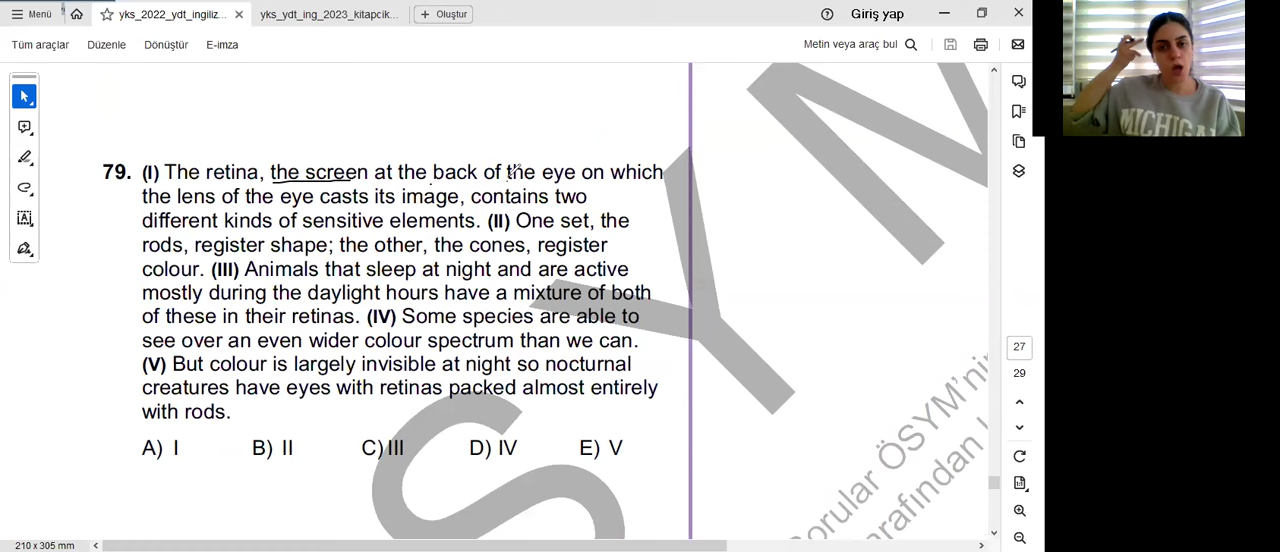 Menü
yks_2022_ydt_ingiliz...
yks_ydt_ing_2023_kitapcik...
Oluştur
Giriş yap
Tüm araçlar
Düzenle
Dönüştür
E-imza
Metin veya araç bul
79. (I) The retina, the screen at the back of the eye on which
the lens of the eye casts its image, contains two
different kinds of sensitive elements. (II) One set, the
rods, register shape; the other, the cones, register
colour. (III) Animals that sleep at night and are active
mostly during the daylight hours have a mixture of both
of these in their retinas. (IV) Some species are able to
see over an even wider colour spectrum than we can.
(V) But colour is largely invisible at night so nocturnal
creatures have eyes with retinas packed almost entirely
with rods.
A) I B) II C) III D) IV E) V
SYM
orular ÖSYM'nin
arafından
27
29
210 x 305 mm
MICHIGAN